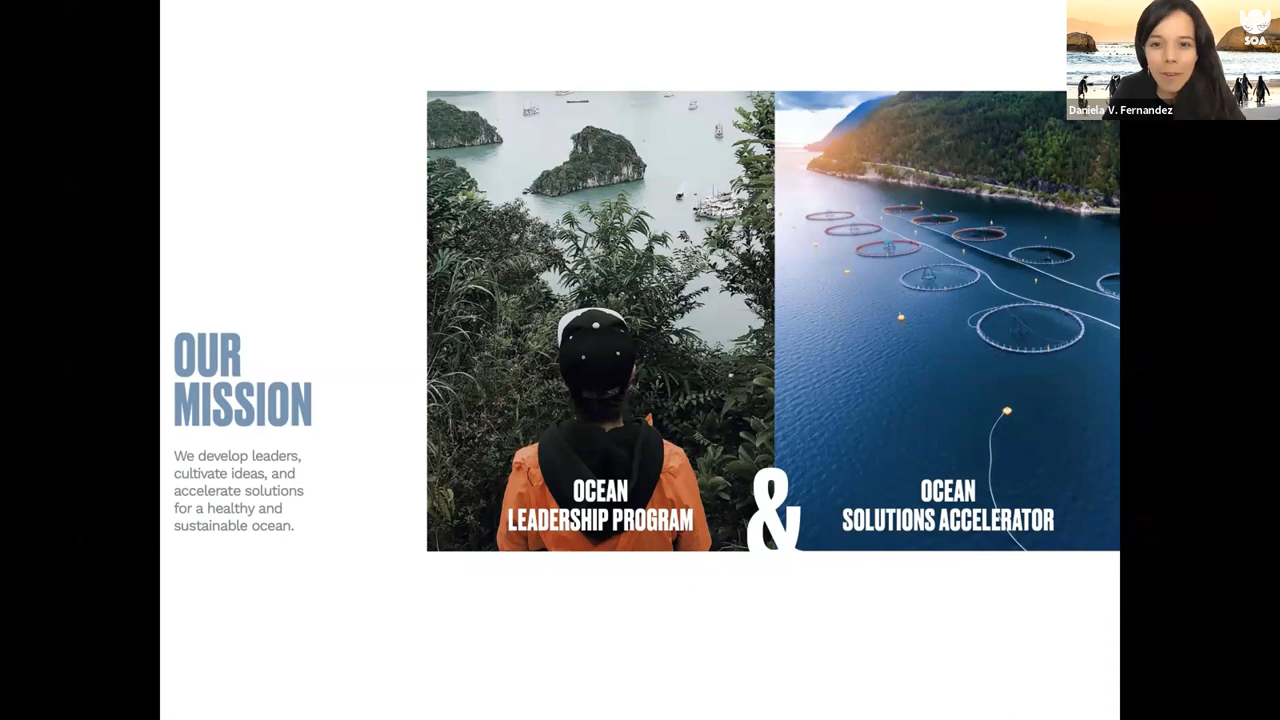 SOA
Daniela V. Fernandez
OUR
MISSION
We develop leaders,
cultivate ideas, and
accelerate solutions
for a healthy and
sustainable ocean.
OCEAN
LEADERSHIP PROGRAM
&
OCEAN
SOLUTIONS ACCELERATOR